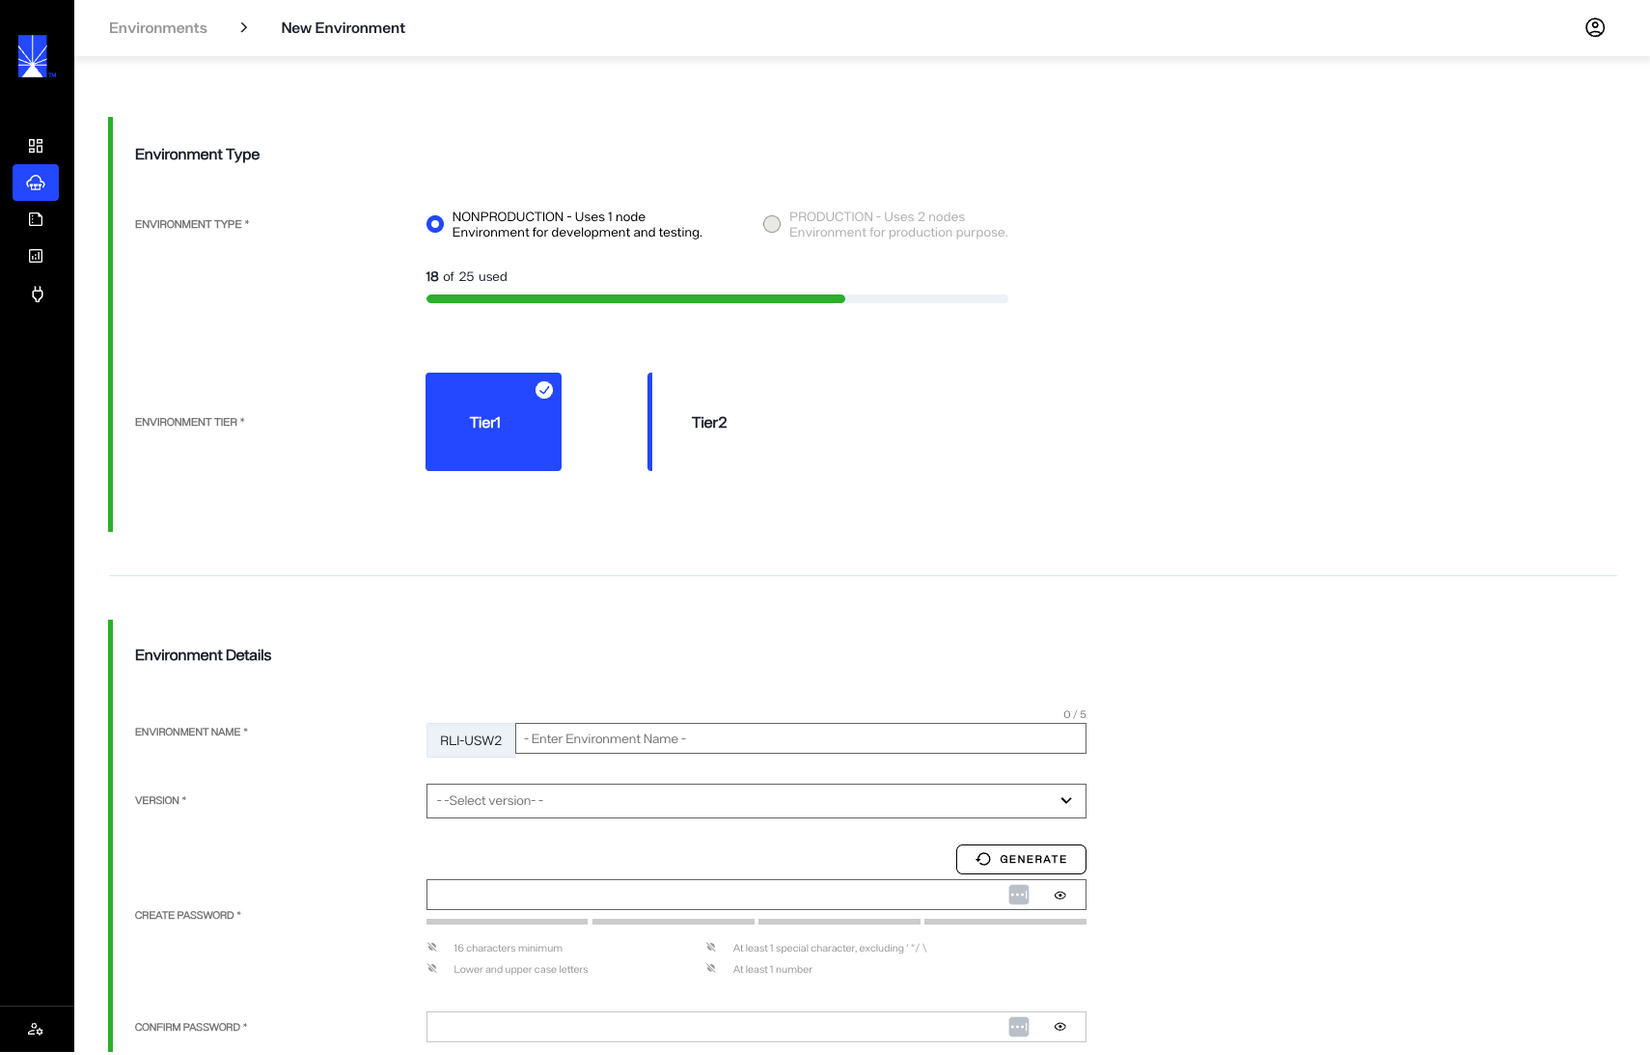 Environments
New Environment
TM
Environment Type
ENVIRONMENT TYPE *
NONPRODUCTION - Uses 1 node
Environment for development and testing.
PRODUCTION - Uses 2 nodes
Environment for production purpose.
18 of 25 used
ENVIRONMENT TIER *
Tier1
Tier2
Environment Details
0 / 5
ENVIRONMENT NAME *
RLI-USW2
- Enter Environment Name -
VERSION *
- -Select version- -
GENERATE
CREATE PASSWORD *
16 characters minimum
At least 1 special character, excluding ' "/ \
Lower and upper case letters
At least 1 number
CONFIRM PASSWORD *